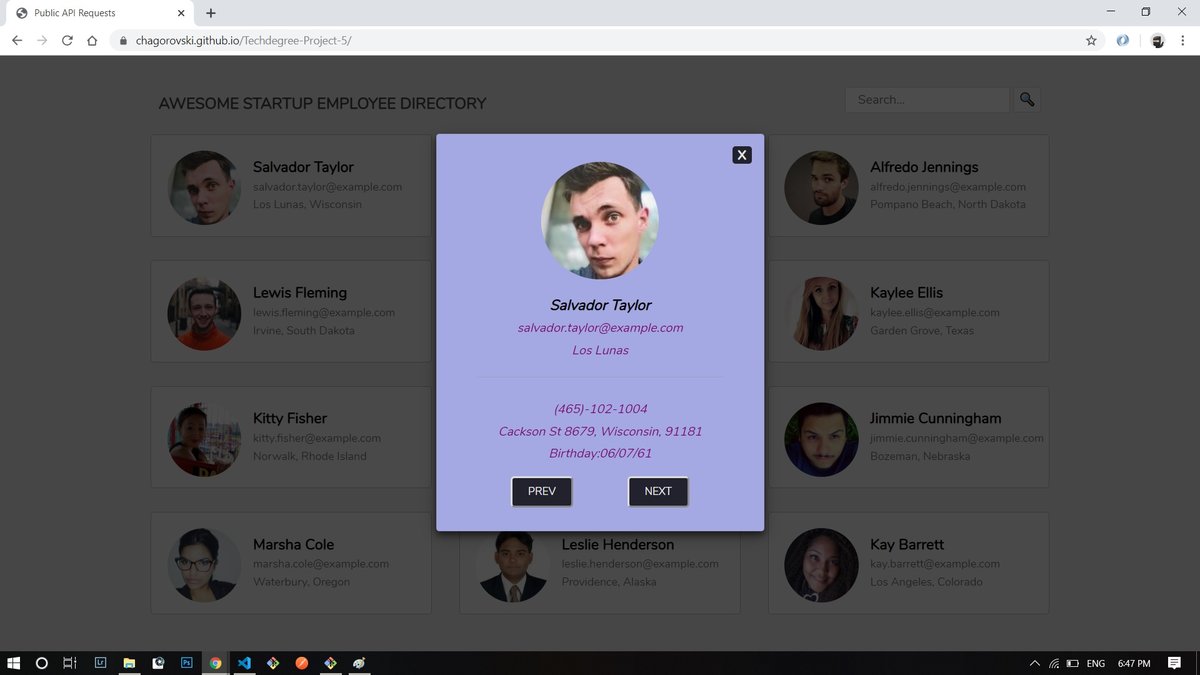 Public API Requests
chagorovski.github.io/Techdegree-Project-5/
AWESOME STARTUP EMPLOYEE DIRECTORY
Search...
Salvador Taylor
salvador.taylor@example.com
Los Lunas, Wisconsin
Alfredo Jennings
alfredo.jennings@example.com
Pompano Beach, North Dakota
Lewis Fleming
lewis.fleming@example.com
Irvine, South Dakota
Kaylee Ellis
kaylee.ellis@example.com
Garden Grove, Texas
Kitty Fisher
kitty.fisher@example.com
Norwalk, Rhode Island
Jimmie Cunningham
jimmie.cunningham@example.com
Bozeman, Nebraska
Marsha Cole
marsha.cole@example.com
Waterbury, Oregon
Leslie Henderson
leslie.henderson@example.com
Providence, Alaska
Kay Barrett
kay.barrett@example.com
Los Angeles, Colorado
X
Salvador Taylor
salvador.taylor@example.com
Los Lunas
(465)-102-1004
Cackson St 8679, Wisconsin, 91181
Birthday:06/07/61
PREV
NEXT
Lr
Ps
ENG
6:47 PM